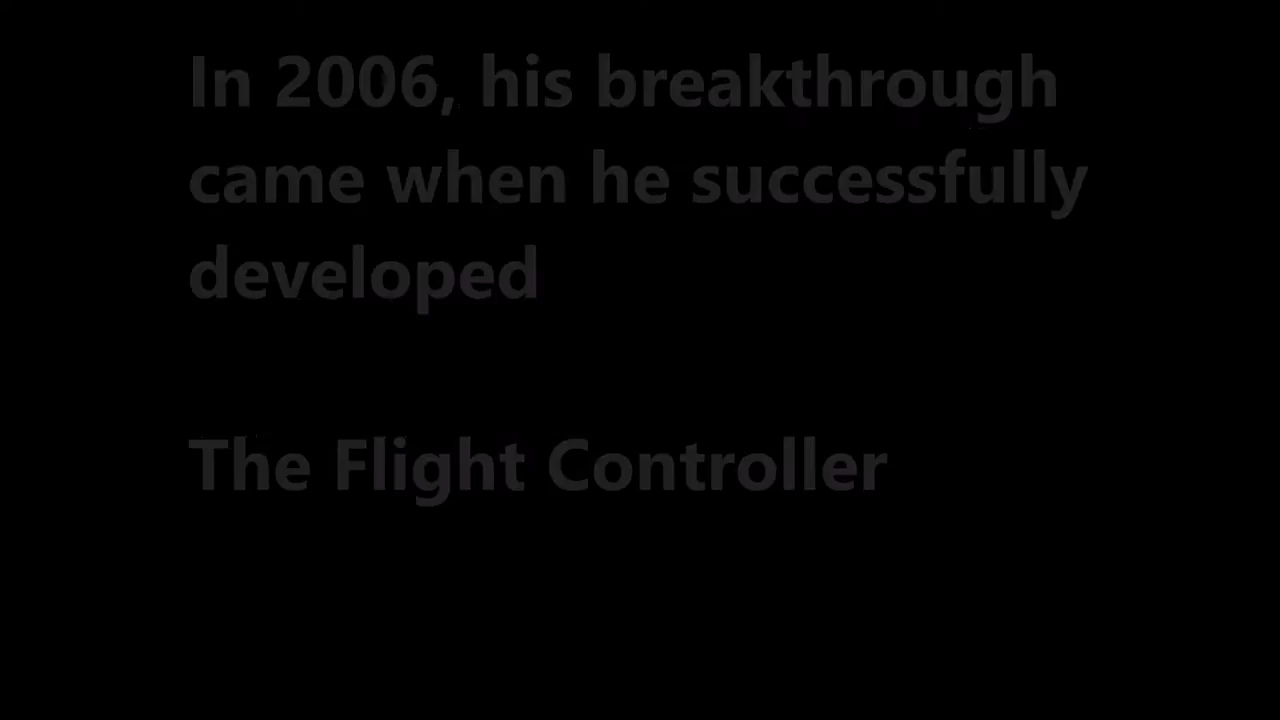 In 2006, his breakthrough
came when he successfully
developed
The Flight Controller